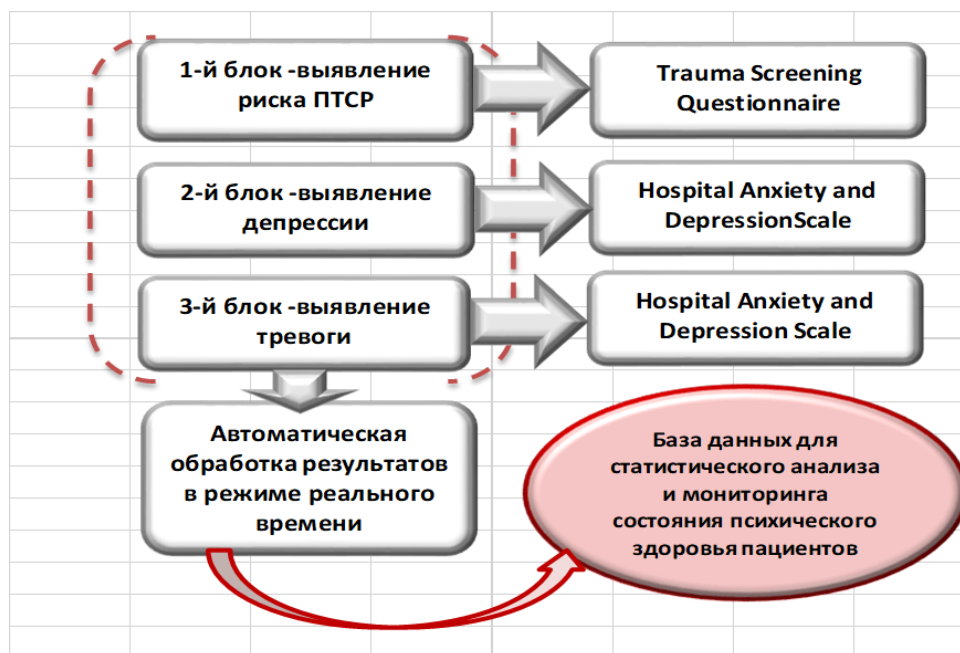 1-й блок -выявление
риска ПТСР
Trauma Screening
Questionnaire
2-й блок -выявление
депрессии
Hospital Anxiety and
DepressionScale
3-й блок -выявление
тревоги
Hospital Anxiety and
Depression Scale
Автоматическая
обработка результатов
в режиме реального
времени
База данных для
статистического анализа
и мониторинга
состояния психического
здоровья пациентов